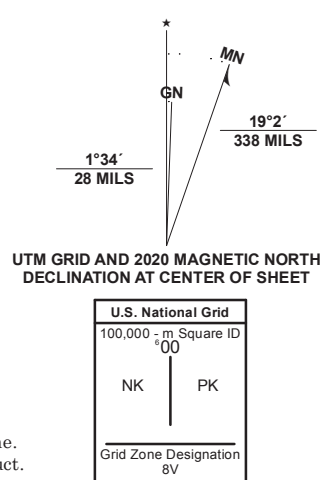 ★
MN
GN
19°2´
338 MILS
1°34´
28 MILS
UTM GRID AND 2020 MAGNETIC NORTH
DECLINATION AT CENTER OF SHEET
U.S. National Grid
100,000 - m Square ID
⁶00
NK PK
Grid Zone Designation
8V